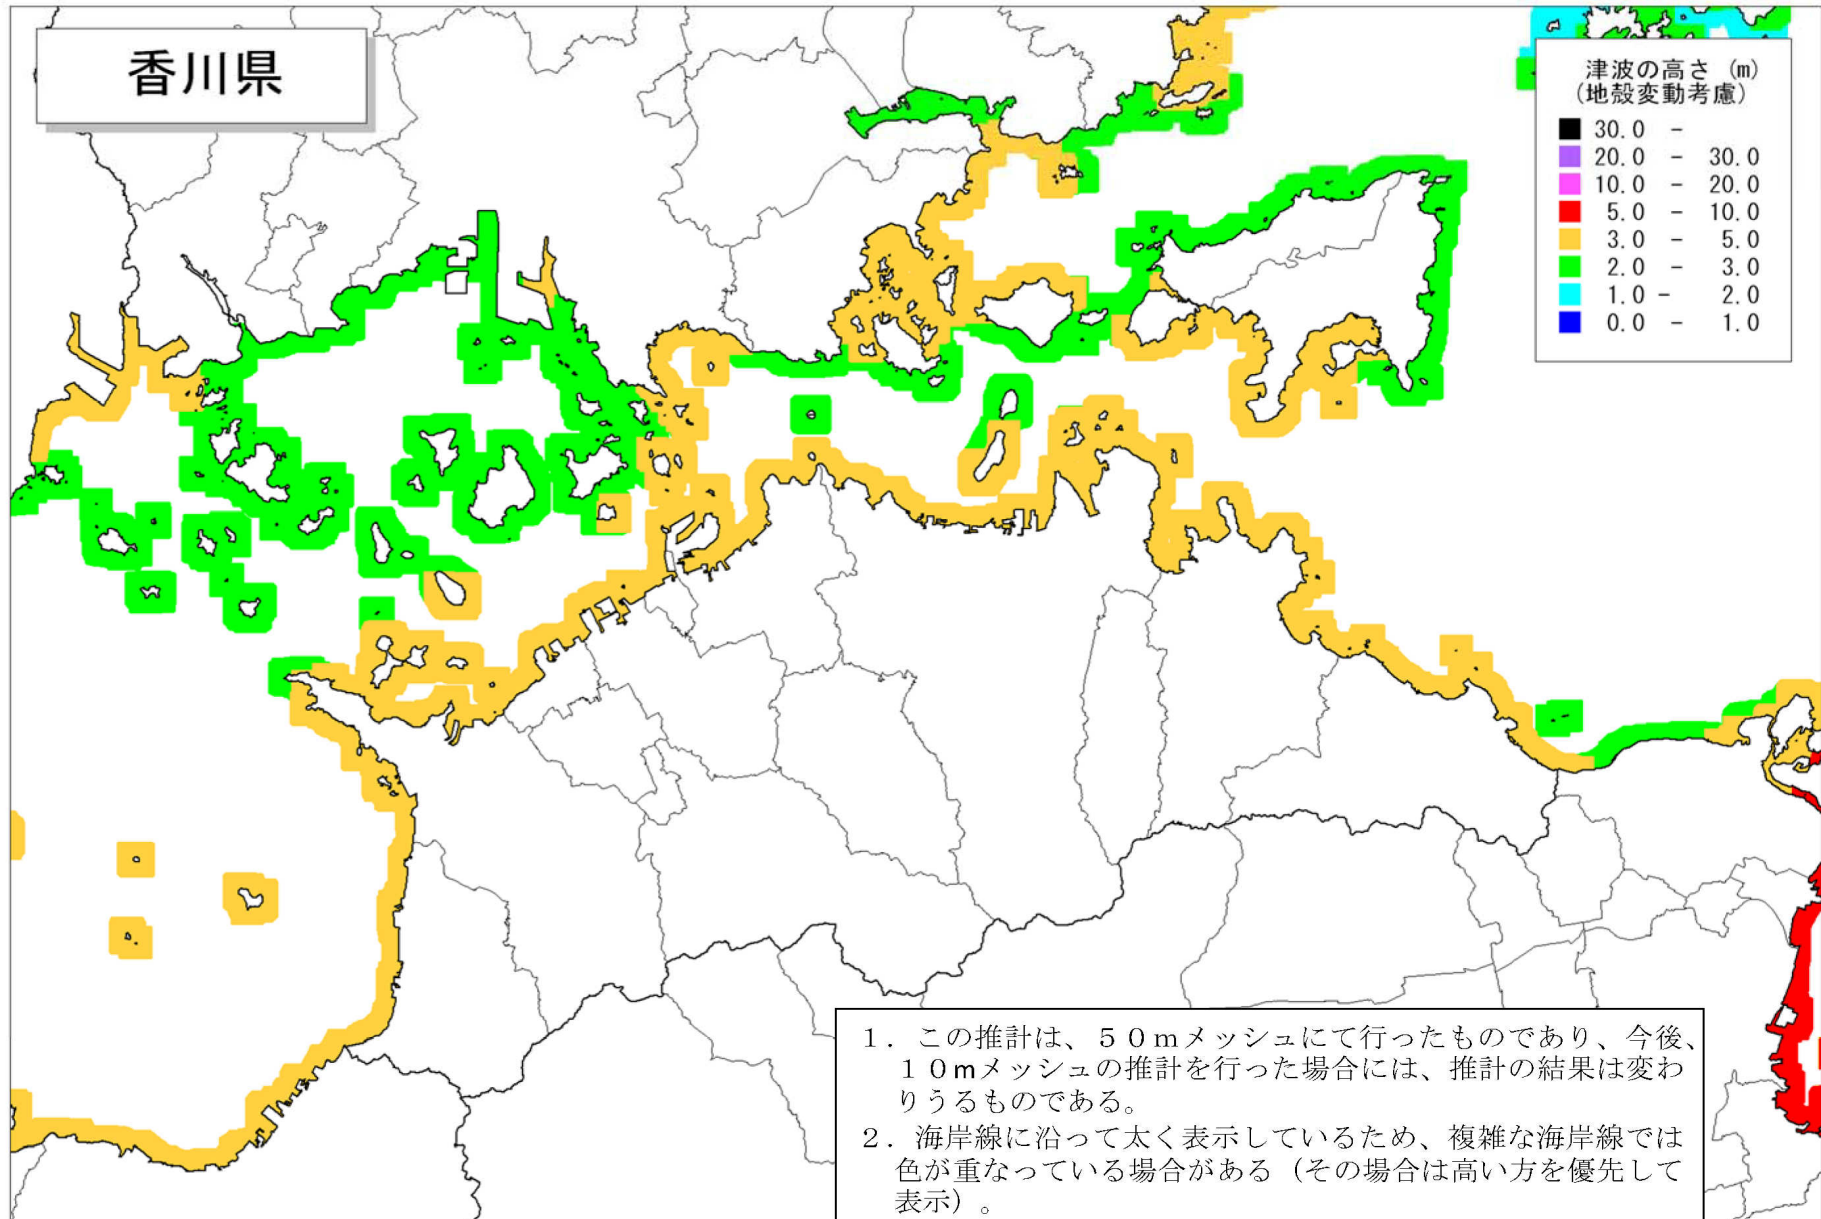 香川県
津波の高さ (m)
(地殻変動考慮)
30.0 -
20.0 - 30.0
10.0 - 20.0
5.0 - 10.0
3.0 - 5.0
2.0 - 3.0
1.0 - 2.0
0.0 - 1.0
１．この推計は、５０ｍメッシュにて行ったものであり、今後、
１０mメッシュの推計を行った場合には、推計の結果は変わ
りうるものである。
２．海岸線に沿って太く表示しているため、複雑な海岸線では
色が重なっている場合がある（その場合は高い方を優先して
表示）。